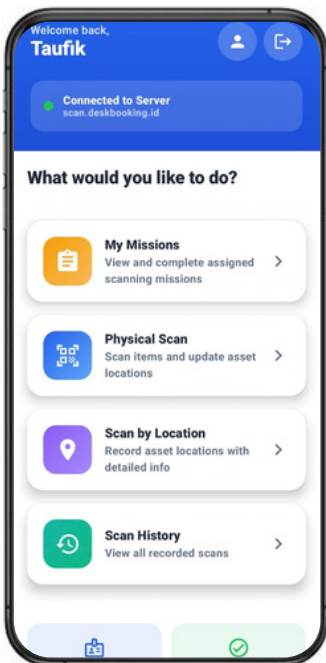 Welcome back,
Taufik
Connected to Server
scan.deskbooking.id
What would you like to do?
My Missions
View and complete assigned
scanning missions
Physical Scan
Scan items and update asset
locations
Scan by Location
Record asset locations with
detailed info
Scan History
View all recorded scans